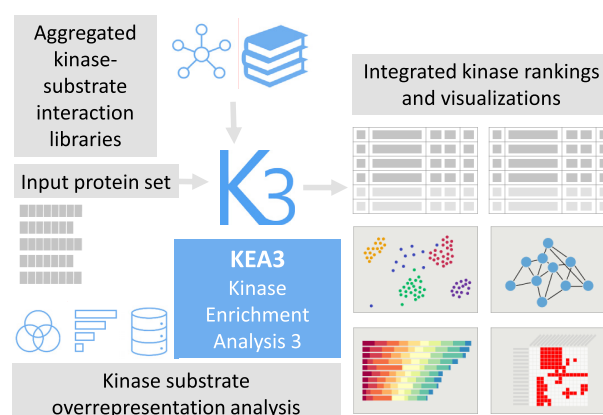 Aggregated
kinase-
substrate
interaction
libraries
Integrated kinase rankings
and visualizations
Input protein set
K3
KEA3
Kinase
Enrichment
Analysis 3
Kinase substrate
overrepresentation analysis